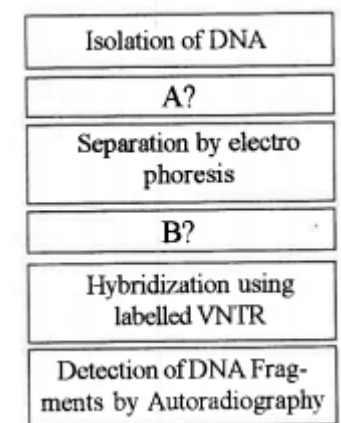 Isolation of DNA
A?
Separation by electro
phoresis
B?
Hybridization using
labelled VNTR
Detection of DNA Frag-
ments by Autoradiography